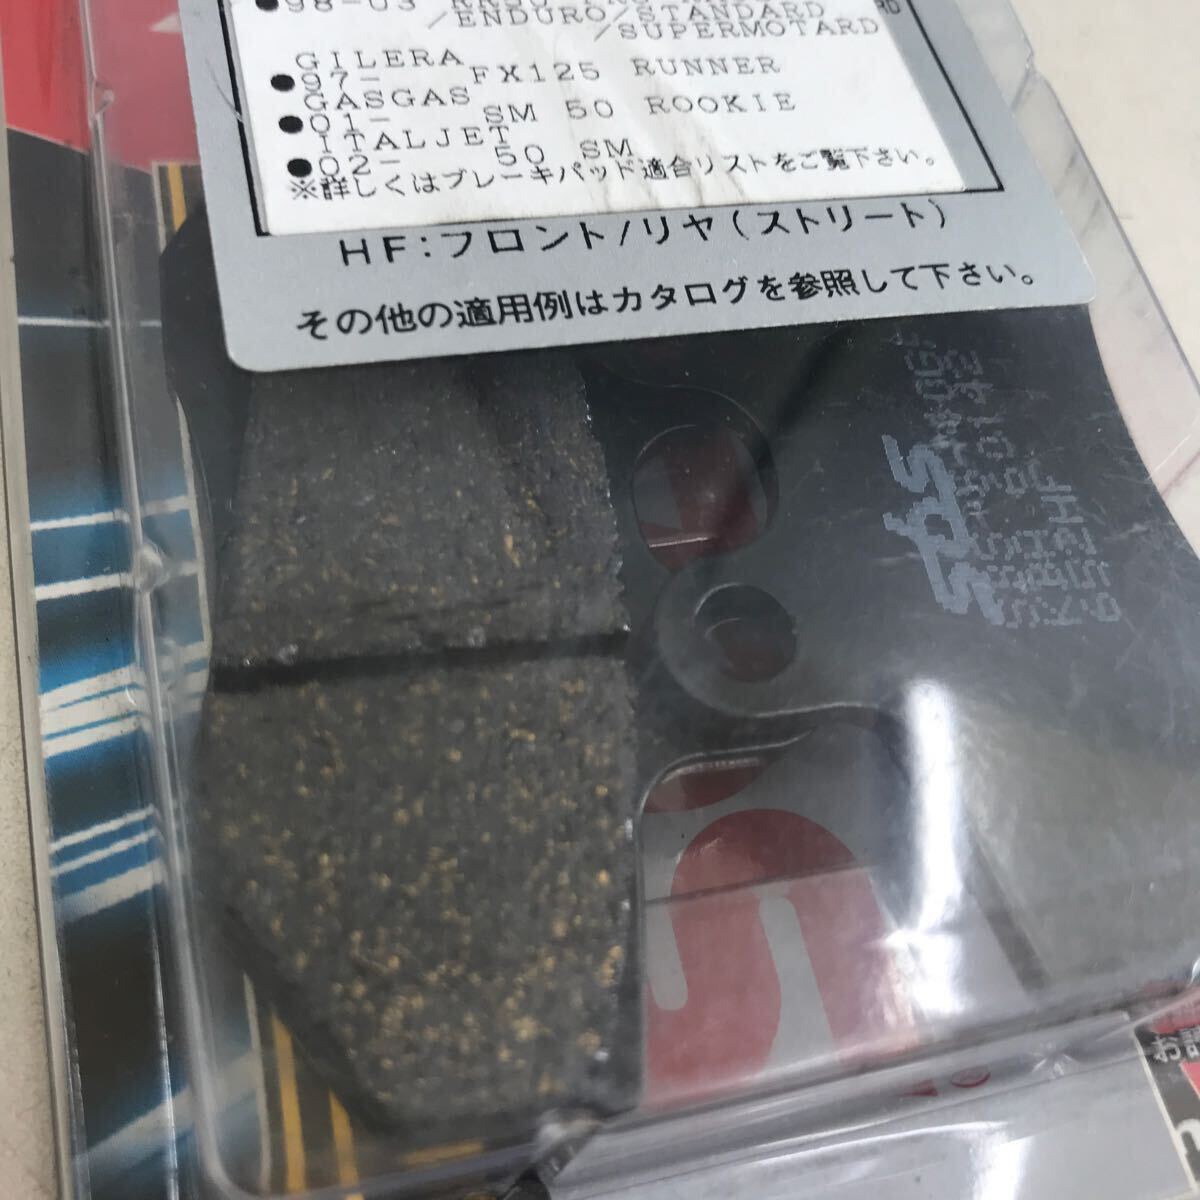 /ENDURO/STANDARD
/SUPERMOTARD
GILERA
●97- FX125 RUNNER
GASGAS
●01- SM 50 ROOKIE
ITALJET
●02- 50 SM
※詳しくはブレーキパッド適合リストをご覧下さい。
HF:フロント/リヤ(ストリート)
その他の適用例はカタログを参照して下さい。
sbs